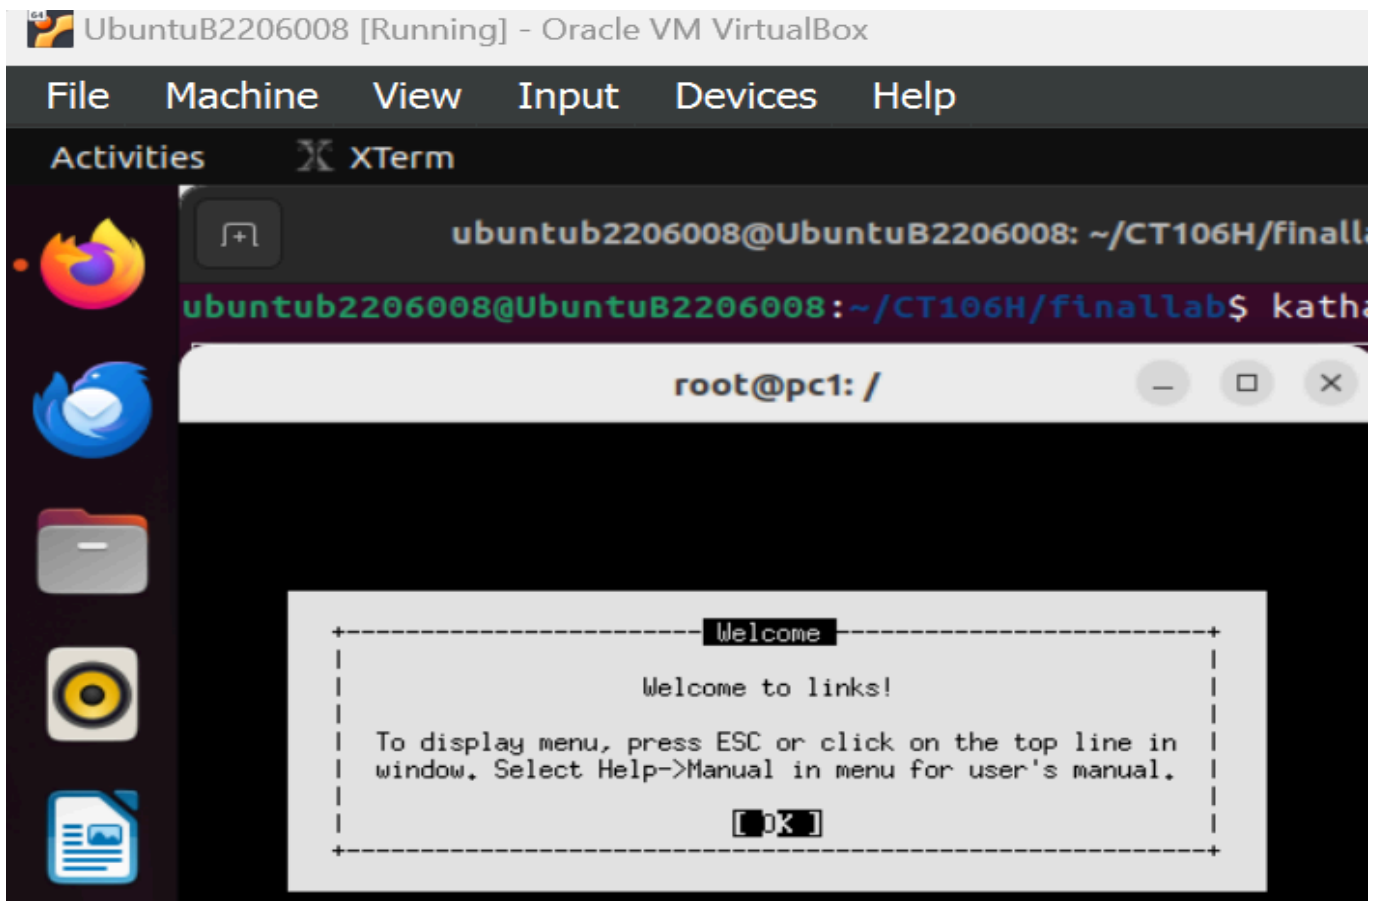 64
UbuntuB2206008 [Running] - Oracle VM VirtualBox
File Machine View Input Devices Help
Activities XTerm
ubuntub2206008@UbuntuB2206008: ~/CT106H/finall
ubuntub2206008@UbuntuB2206008:~/CT106H/finallab$ kath
root@pc1: /
Welcome
Welcome to links!
To display menu, press ESC or click on the top line in
window. Select Help->Manual in menu for user's manual.
[ OK ]